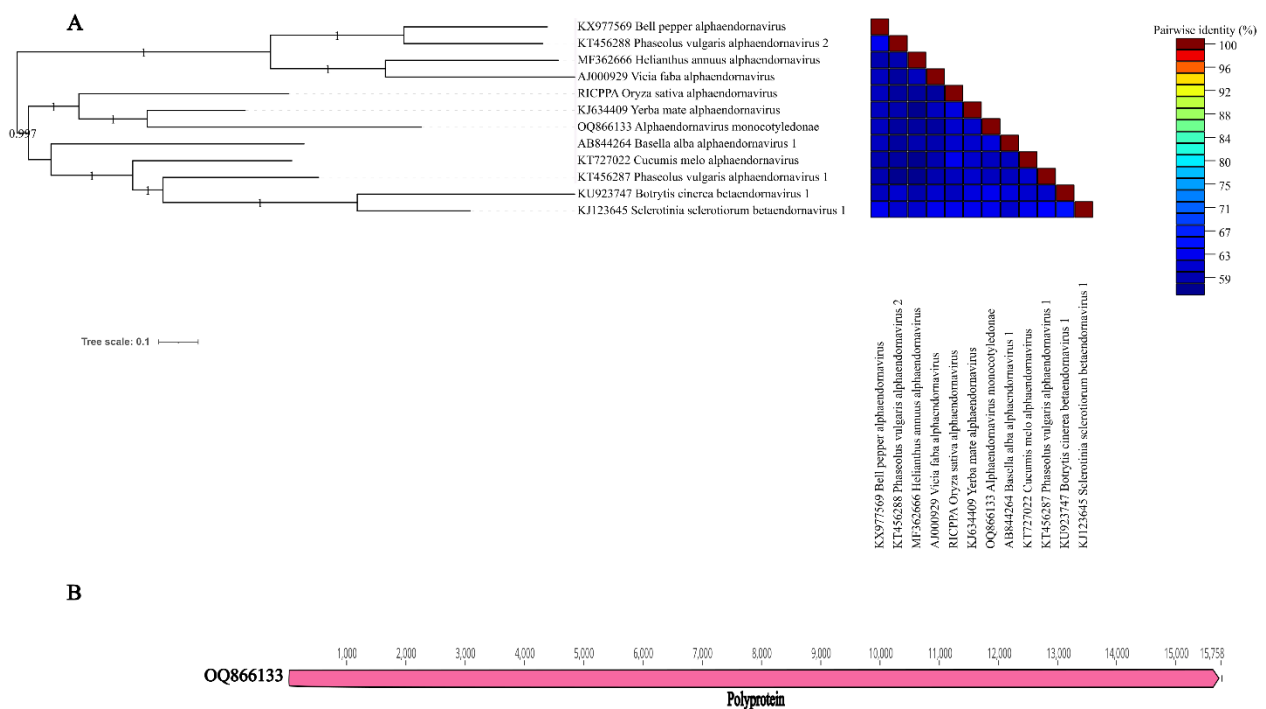 A
KX977569 Bell pepper alphaendornavirus
KT456288 Phaseolus vulgaris alphaendornavirus 2
MF362666 Helianthus annuus alphaendornavirus
AJ000929 Vicia faba alphaendornavirus
RICPPA Oryza sativa alphaendornavirus
KJ634409 Yerba mate alphaendornavirus
OQ866133 Alphaendornavirus monocotyledonae
AB844264 Basella alba alphaendornavirus 1
KT727022 Cucumis melo alphaendornavirus
KT456287 Phaseolus vulgaris alphaendornavirus 1
KU923747 Botrytis cinerea betaendornavirus 1
KJ123645 Sclerotinia sclerotiorum betaendornavirus 1
1
1
1
0.997
1
1
1
1
Tree scale: 0.1
Pairwise identity (%)
100
96
92
88
84
80
75
71
67
63
59
KX977569 Bell pepper alphaendornavirus
KT456288 Phaseolus vulgaris alphaendornavirus 2
MF362666 Helianthus annuus alphaendornavirus
AJ000929 Vicia faba alphaendornavirus
RICPPA Oryza sativa alphaendornavirus
KJ634409 Yerba mate alphaendornavirus
OQ866133 Alphaendornavirus monocotyledonae
AB844264 Basella alba alphaendornavirus 1
KT727022 Cucumis melo alphaendornavirus
KT456287 Phaseolus vulgaris alphaendornavirus 1
KU923747 Botrytis cinerea betaendornavirus 1
KJ123645 Sclerotinia sclerotiorum betaendornavirus 1
B
1,000 2,000 3,000 4,000 5,000 6,000 7,000 8,000 9,000 10,000 11,000 12,000 13,000 14,000 15,000 15,758
OQ866133
Polyprotein